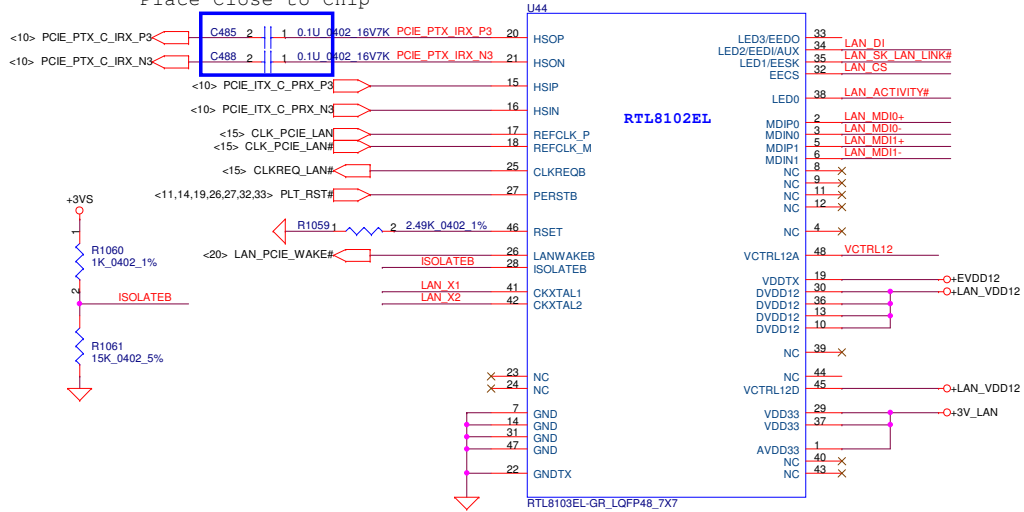 Place Close to Chip
U44
<10> PCIE_PTX_C_IRX_P3 C485 2 1 0.1U_0402_16V7K PCIE_PTX_IRX_P3 20 HSOP
<10> PCIE_PTX_C_IRX_N3 C488 2 1 0.1U_0402_16V7K PCIE_PTX_IRX_N3 21 HSON
<10> PCIE_ITX_C_PRX_P3 15 HSIP
<10> PCIE_ITX_C_PRX_N3 16 HSIN
<15> CLK_PCIE_LAN 17 REFCLK_P
<15> CLK_PCIE_LAN# 18 REFCLK_M
<15> CLKREQ_LAN# 25 CLKREQB
<11,14,19,26,27,32,33> PLT_RST# 27 PERSTB
R1059 1 2 2.49K_0402_1% 46 RSET
<20> LAN_PCIE_WAKE# 26 LANWAKEB
ISOLATEB 28 ISOLATEB
LAN_X1 41 CKXTAL1
LAN_X2 42 CKXTAL2
23 NC
24 NC
7 GND
14 GND
31 GND
47 GND
22 GNDTX
RTL8102EL
LED3/EEDO 33
LED2/EEDI/AUX 34 LAN_DI
LED1/EESK 35 LAN_SK_LAN_LINK#
EECS 32 LAN_CS
LED0 38 LAN_ACTIVITY#
MDIP0 2 LAN_MDI0+
MDIN0 3 LAN_MDI0-
MDIP1 5 LAN_MDI1+
MDIN1 6 LAN_MDI1-
NC 8
NC 9
NC 11
NC 12
NC 4
VCTRL12A 48 VCTRL12
VDDTX 19 +EVDD12
DVDD12 30 +LAN_VDD12
DVDD12 36
DVDD12 13
DVDD12 10
NC 39
NC 44
VCTRL12D 45 +LAN_VDD12
VDD33 29 +3V_LAN
VDD33 37
AVDD33 1
NC 40
NC 43
RTL8103EL-GR_LQFP48_7X7
+3VS
1
R1060
1K_0402_1%
2
ISOLATEB
R1061
15K_0402_5%